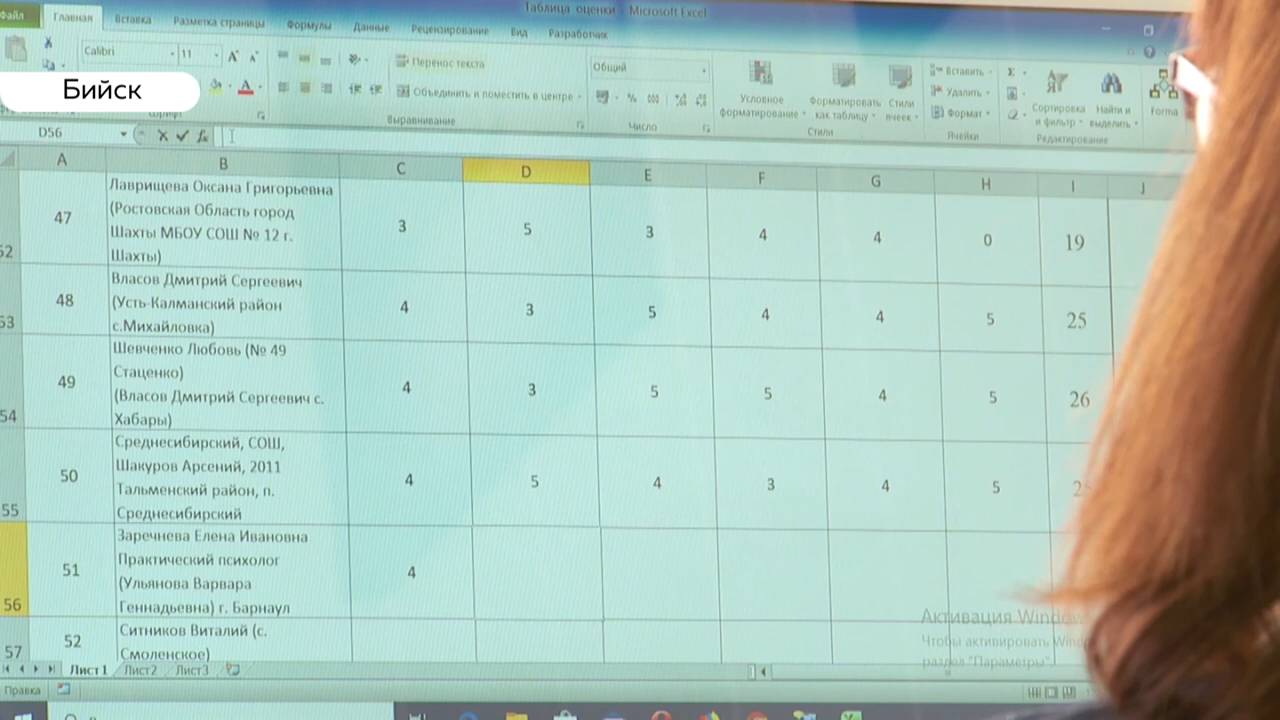 Таблица оценки - Microsoft Excel
Файл Главная Вставка Разметка страницы Формулы Данные Рецензирование Вид Разработчик
Calibri 11 Перенос текста Общий
Объединить и поместить в центре
Условное форматирование
Форматировать как таблицу
Стили ячеек
Вставить
Удалить
Формат
Сортировка и фильтр
Найти и выделить
Forma
Бийск
Выравнивание Число Стили Ячейки Редактирование
D56
A B C D E F G H I J
47 Лаврищева Оксана Григорьевна
(Ростовская Область город
Шахты МБОУ СОШ № 12 г.
Шахты)
3 5 3 4 4 0 19
48 Власов Дмитрий Сергеевич
(Усть-Калманский район
с.Михайловка)
4 3 5 4 4 5 25
54 49 Шевченко Любовь (№ 49
Стаценко)
(Власов Дмитрий Сергеевич с.
Хабары)
4 3 5 5 4 5 26
55 50 Среднесибирский, СОШ,
Шакуров Арсений, 2011
Тальменский район, п.
Среднесибирский
4 5 4 3 4 5
56 51 Заречнева Елена Ивановна
Практический психолог
(Ульянова Варвара
Геннадьевна) г. Барнаул
4
57 52 Ситников Виталий (с.
Смоленское)
Активация Window
Чтобы активировать Wind
раздел "Параметры".
Лист1 Лист2 Лист3
Правка